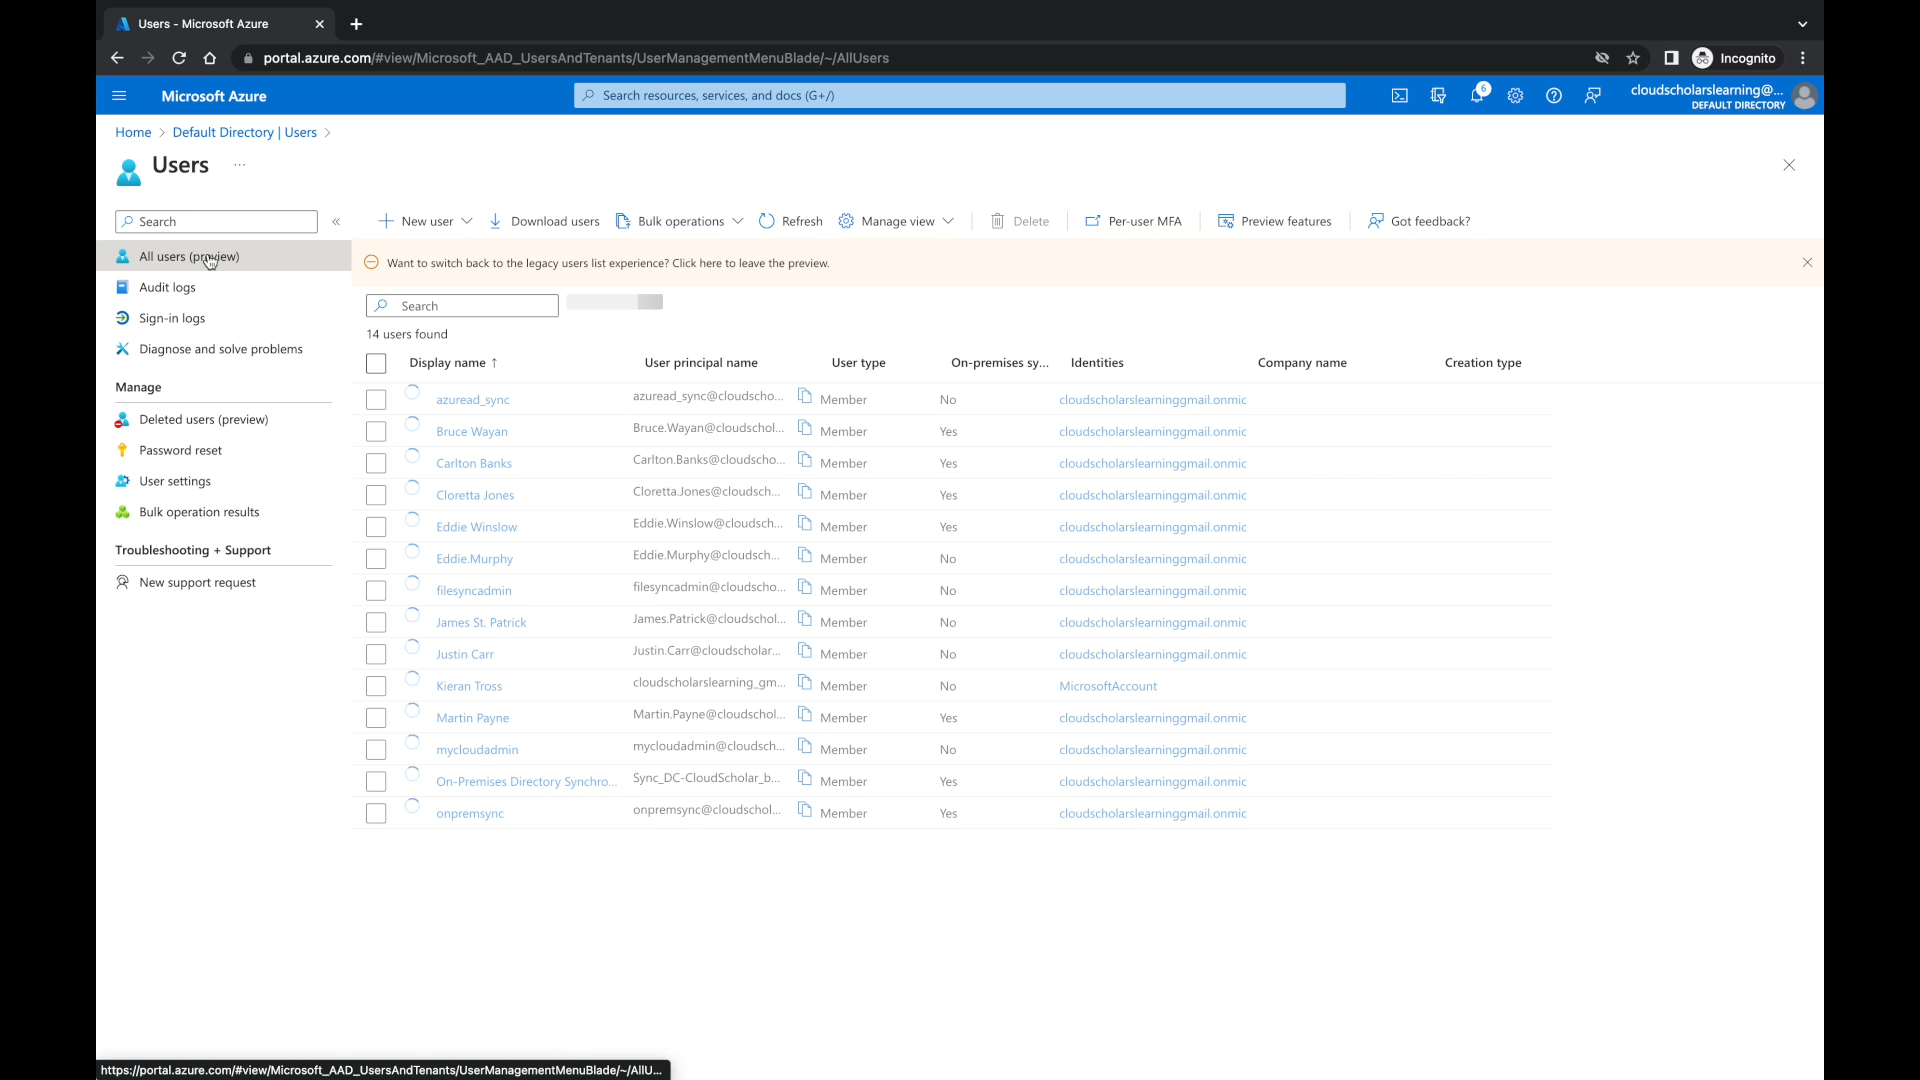 Users - Microsoft Azure
portal.azure.com/#view/Microsoft_AAD_UsersAndTenants/UserManagementMenuBlade/~/AllUsers
Incognito
Microsoft Azure
Search resources, services, and docs (G+/)
6
cloudscholarslearning@...
DEFAULT DIRECTORY
Home > Default Directory | Users >
Users ...
Search «
New user
Download users
Bulk operations
Refresh
Manage view
Delete
Per-user MFA
Preview features
Got feedback?
All users (preview)
Audit logs
Sign-in logs
Diagnose and solve problems
Manage
Deleted users (preview)
Password reset
User settings
Bulk operation results
Troubleshooting + Support
New support request
Want to switch back to the legacy users list experience? Click here to leave the preview.
Search
14 users found
Display name ↑ User principal name User type On-premises sy... Identities Company name Creation type
azuread_sync azuread_sync@cloudscho... Member No cloudscholarslearninggmail.onmic
Bruce Wayan Bruce.Wayan@cloudschol... Member Yes cloudscholarslearninggmail.onmic
Carlton Banks Carlton.Banks@cloudscho... Member Yes cloudscholarslearninggmail.onmic
Cloretta Jones Cloretta.Jones@cloudsch... Member Yes cloudscholarslearninggmail.onmic
Eddie Winslow Eddie.Winslow@cloudsch... Member Yes cloudscholarslearninggmail.onmic
Eddie.Murphy Eddie.Murphy@cloudsch... Member No cloudscholarslearninggmail.onmic
filesyncadmin filesyncadmin@cloudscho... Member No cloudscholarslearninggmail.onmic
James St. Patrick James.Patrick@cloudschol... Member No cloudscholarslearninggmail.onmic
Justin Carr Justin.Carr@cloudscholar... Member No cloudscholarslearninggmail.onmic
Kieran Tross cloudscholarslearning_gm... Member No MicrosoftAccount
Martin Payne Martin.Payne@cloudschol... Member Yes cloudscholarslearninggmail.onmic
mycloudadmin mycloudadmin@cloudsch... Member No cloudscholarslearninggmail.onmic
On-Premises Directory Synchro... Sync_DC-CloudScholar_b... Member Yes cloudscholarslearninggmail.onmic
onpremsync onpremsync@cloudschol... Member Yes cloudscholarslearninggmail.onmic
https://portal.azure.com/#view/Microsoft_AAD_UsersAndTenants/UserManagementMenuBlade/~/AllU...